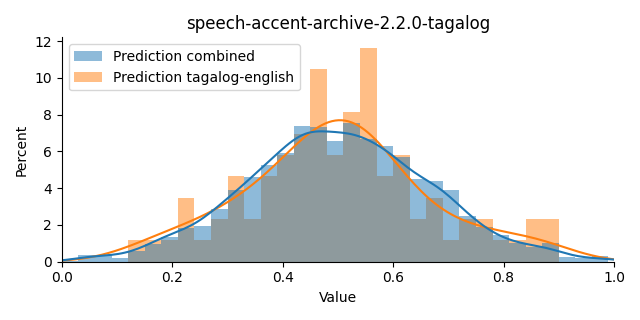 speech-accent-archive-2.2.0-tagalog
12
10
8
6
4
2
0
Percent
Prediction combined
Prediction tagalog-english
0.0 0.2 0.4 0.6 0.8 1.0
Value